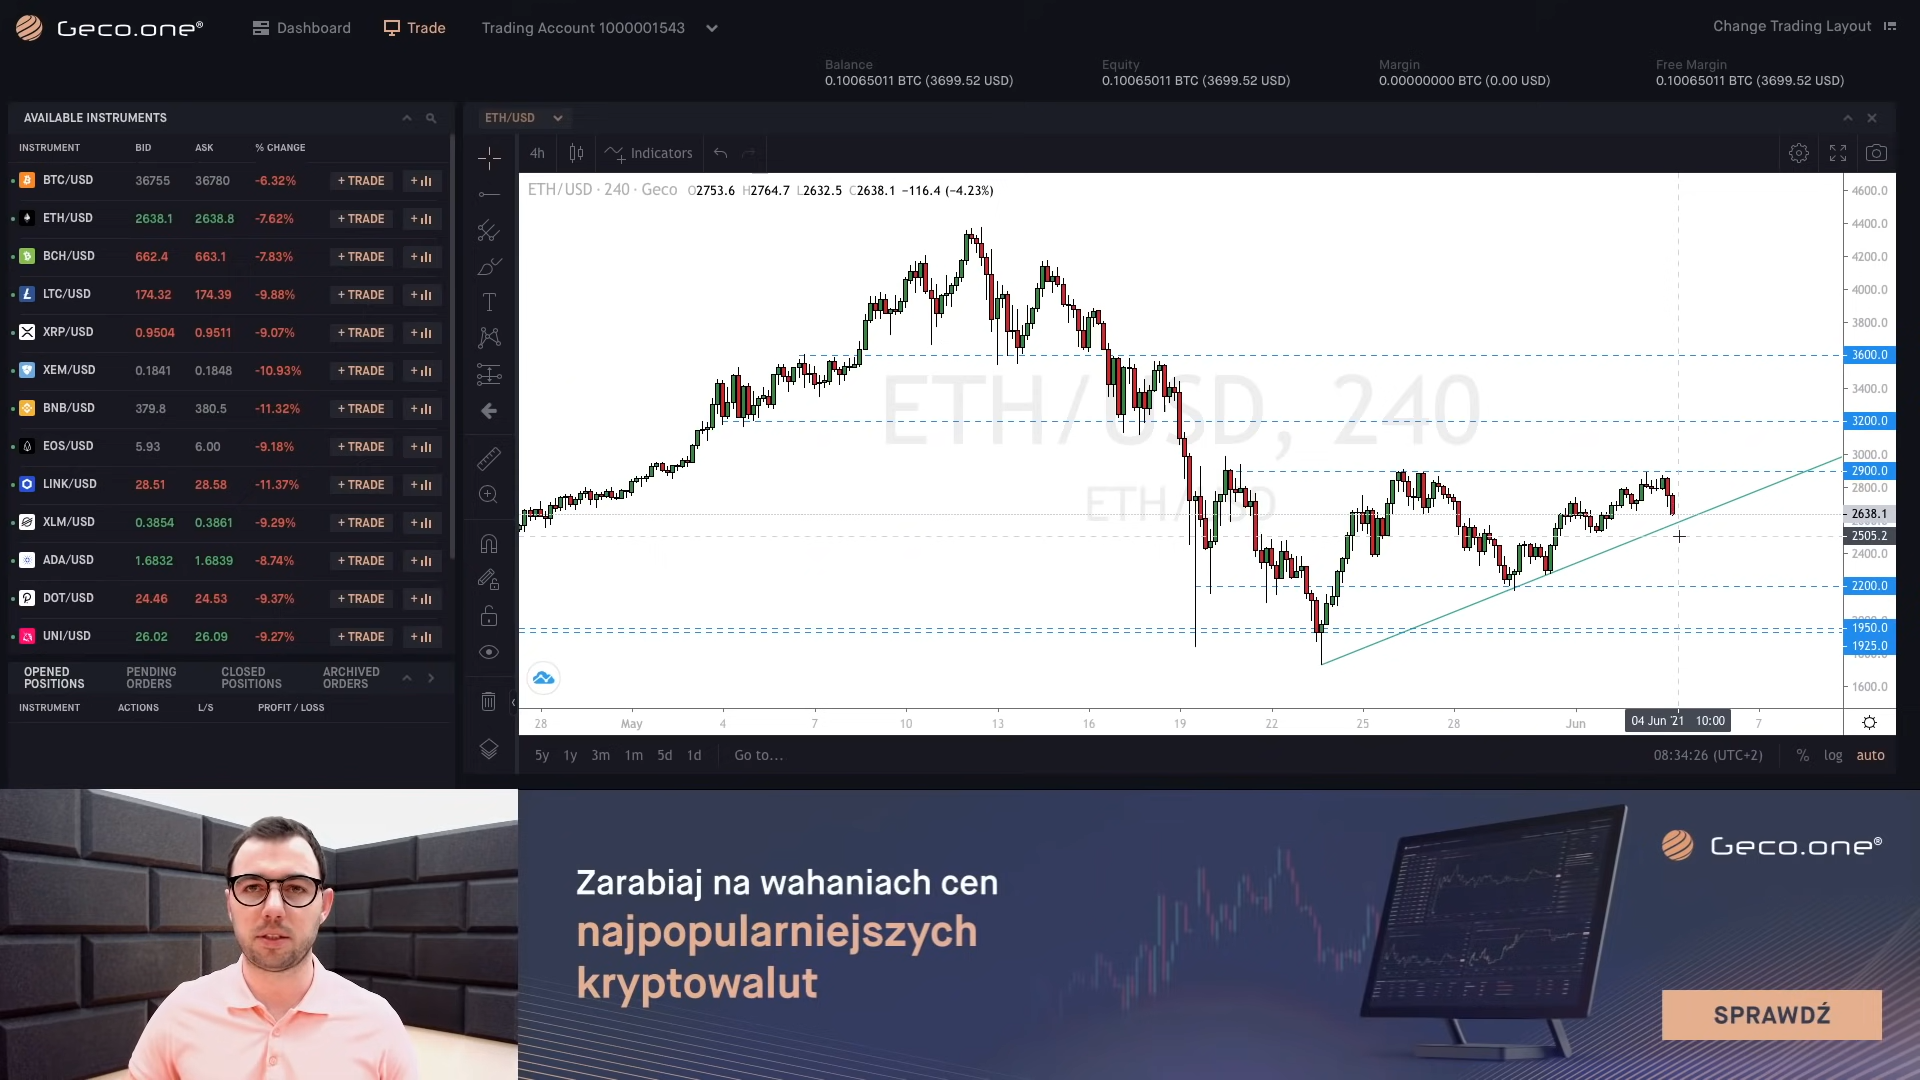 Geco.one®
Dashboard
Trade
Trading Account 1000001543
Change Trading Layout
Balance
0.10065011 BTC (3699.52 USD)
Equity
0.10065011 BTC (3699.52 USD)
Margin
0.00000000 BTC (0.00 USD)
Free Margin
0.10065011 BTC (3699.52 USD)
AVAILABLE INSTRUMENTS
INSTRUMENT BID ASK % CHANGE
BTC/USD 36755 36780 -6.32% + TRADE
ETH/USD 2638.1 2638.8 -7.62% + TRADE
BCH/USD 662.4 663.1 -7.83% + TRADE
LTC/USD 174.32 174.39 -9.88% + TRADE
XRP/USD 0.9504 0.9511 -9.07% + TRADE
XEM/USD 0.1841 0.1848 -10.93% + TRADE
BNB/USD 379.8 380.5 -11.32% + TRADE
EOS/USD 5.93 6.00 -9.18% + TRADE
LINK/USD 28.51 28.58 -11.37% + TRADE
XLM/USD 0.3854 0.3861 -9.29% + TRADE
ADA/USD 1.6832 1.6839 -8.74% + TRADE
DOT/USD 24.46 24.53 -9.37% + TRADE
UNI/USD 26.02 26.09 -9.27% + TRADE
OPENED POSITIONS
PENDING ORDERS
CLOSED POSITIONS
ARCHIVED ORDERS
INSTRUMENT ACTIONS L/S PROFIT / LOSS
ETH/USD
4h
Indicators
ETH/USD · 240 · Geco O2753.6 H2764.7 L2632.5 C2638.1 −116.4 (−4.23%)
ETH/USD, 240
ETH/USD
4600.0
4400.0
4200.0
4000.0
3800.0
3600.0
3400.0
3200.0
3000.0
2900.0
2800.0
2638.1
2505.2
2400.0
2200.0
1950.0
1925.0
1600.0
28 May 4 7 10 13 16 19 22 25 28 Jun 04 Jun '21 10:00 7
5y 1y 3m 1m 5d 1d Go to...
08:34:26 (UTC+2) % log auto
Zarabiaj na wahaniach cen
najpopularniejszych
kryptowalut
Geco.one®
SPRAWDŹ